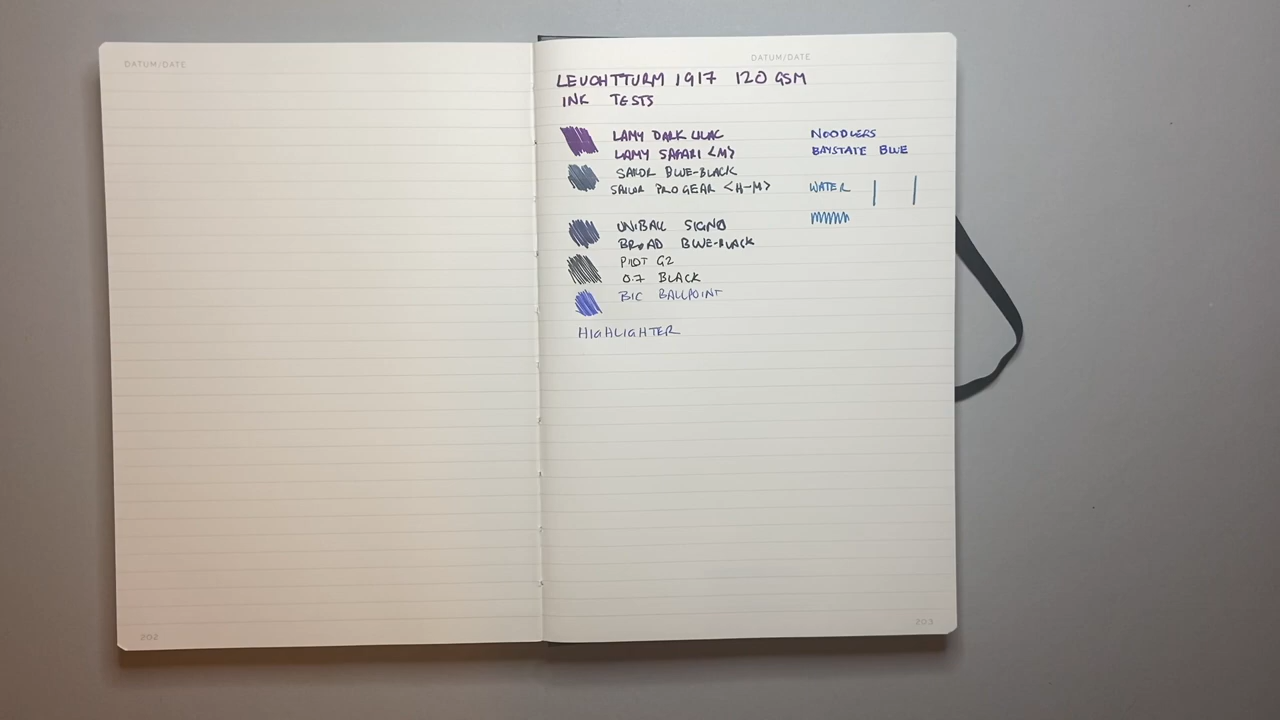 DATUM/DATE
DATUM/DATE
LEUCHTTURM 1917 120 GSM
INK TESTS
LAMY DARK LILAC
LAMY SAFARI <M>
SAILOR BLUE-BLACK
SAILOR PRO GEAR <H-M>
UNIBALL SIGNO
BROAD BLUE-BLACK
PILOT G2
0.7 BLACK
BIC BALLPOINT
HIGHLIGHTER
NOODLERS
BAYSTATE BLUE
WATER
202
203